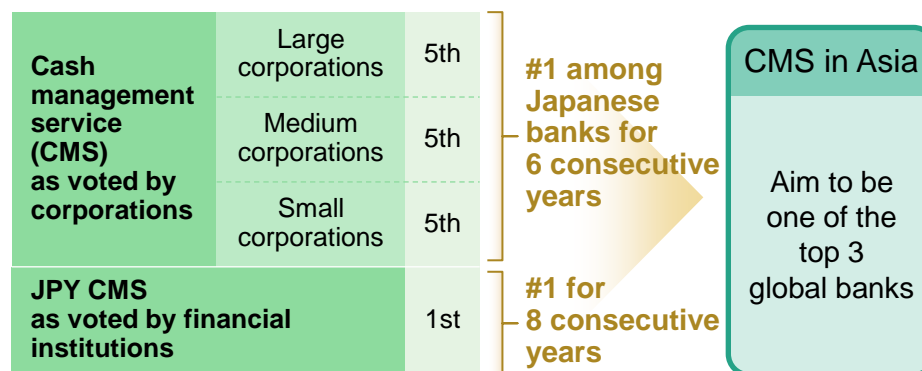 Cash
management
service
(CMS)
as voted by
corporations
Large
corporations
5th
Medium
corporations
5th
Small
corporations
5th
#1 among
Japanese
banks for
6 consecutive
years
JPY CMS
as voted by financial
institutions
1st
#1 for
8 consecutive
years
CMS in Asia
Aim to be
one of the
top 3
global banks